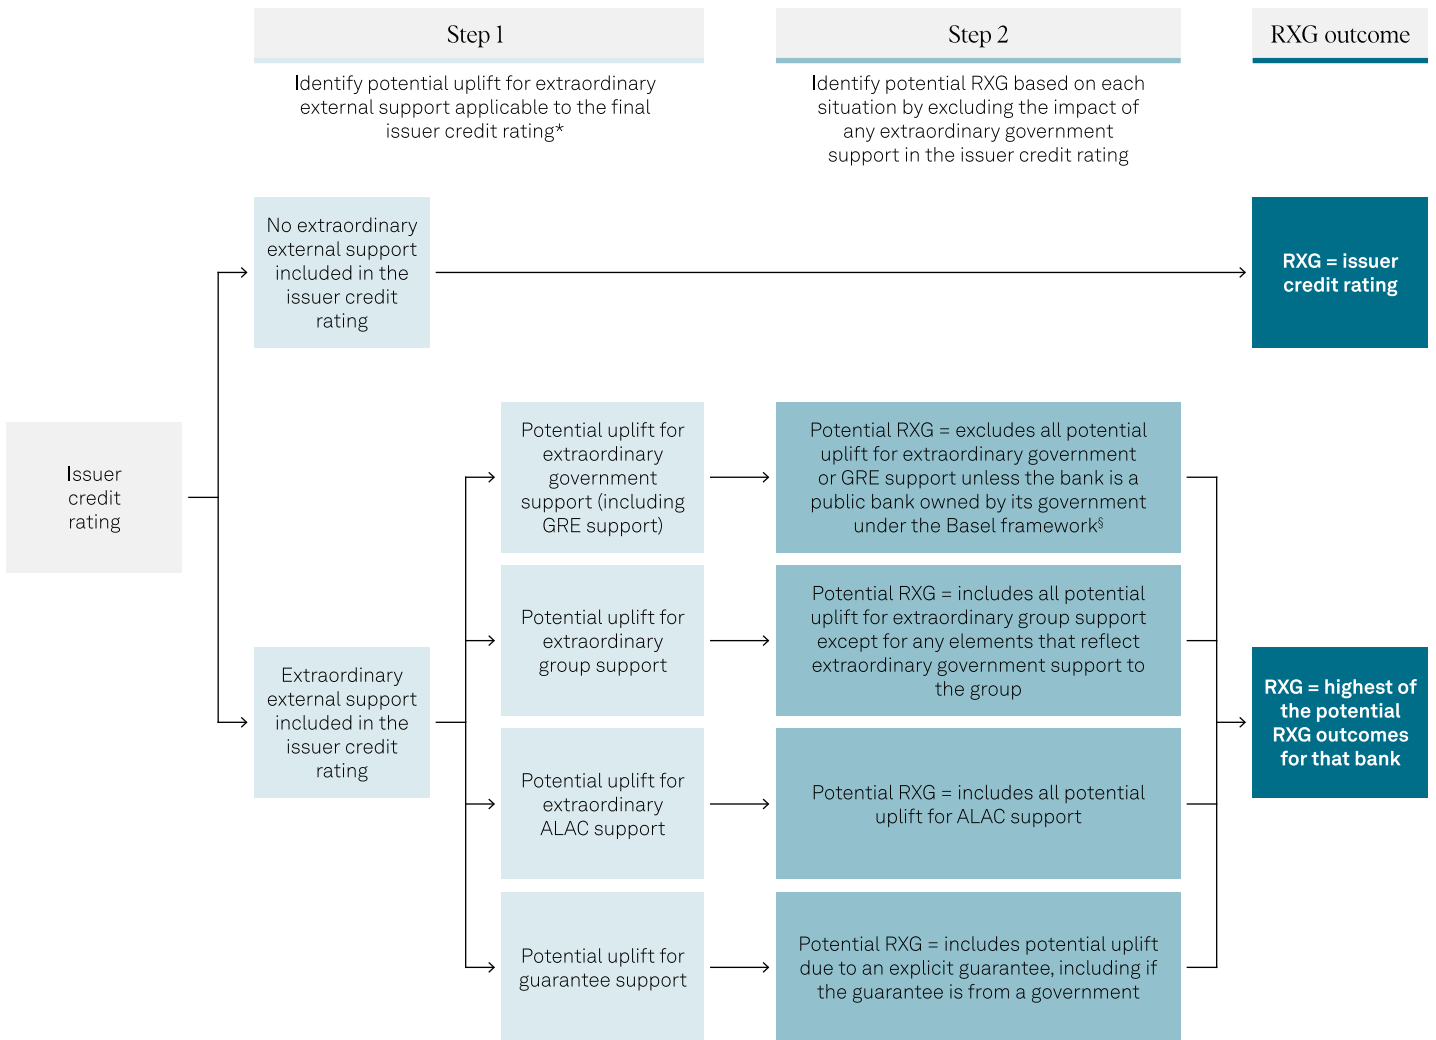 Step 1
Step 2
RXG outcome
Identify potential uplift for extraordinary
external support applicable to the final
issuer credit rating*
Identify potential RXG based on each
situation by excluding the impact of
any extraordinary government
support in the issuer credit rating
No extraordinary
external support
included in the
issuer credit
rating
RXG = issuer
credit rating
Issuer
credit
rating
Potential uplift for
extraordinary
government
support (including
GRE support)
Potential RXG = excludes all potential
uplift for extraordinary government
or GRE support unless the bank is a
public bank owned by its government
under the Basel framework§
Potential uplift for
extraordinary
group support
Potential RXG = includes all potential
uplift for extraordinary group support
except for any elements that reflect
extraordinary government support to
the group
Extraordinary
external support
included in the
issuer credit
rating
RXG = highest of
the potential
RXG outcomes
for that bank
Potential uplift for
extraordinary
ALAC support
Potential RXG = includes all potential
uplift for ALAC support
Potential uplift for
guarantee support
Potential RXG = includes potential uplift
due to an explicit guarantee, including if
the guarantee is from a government